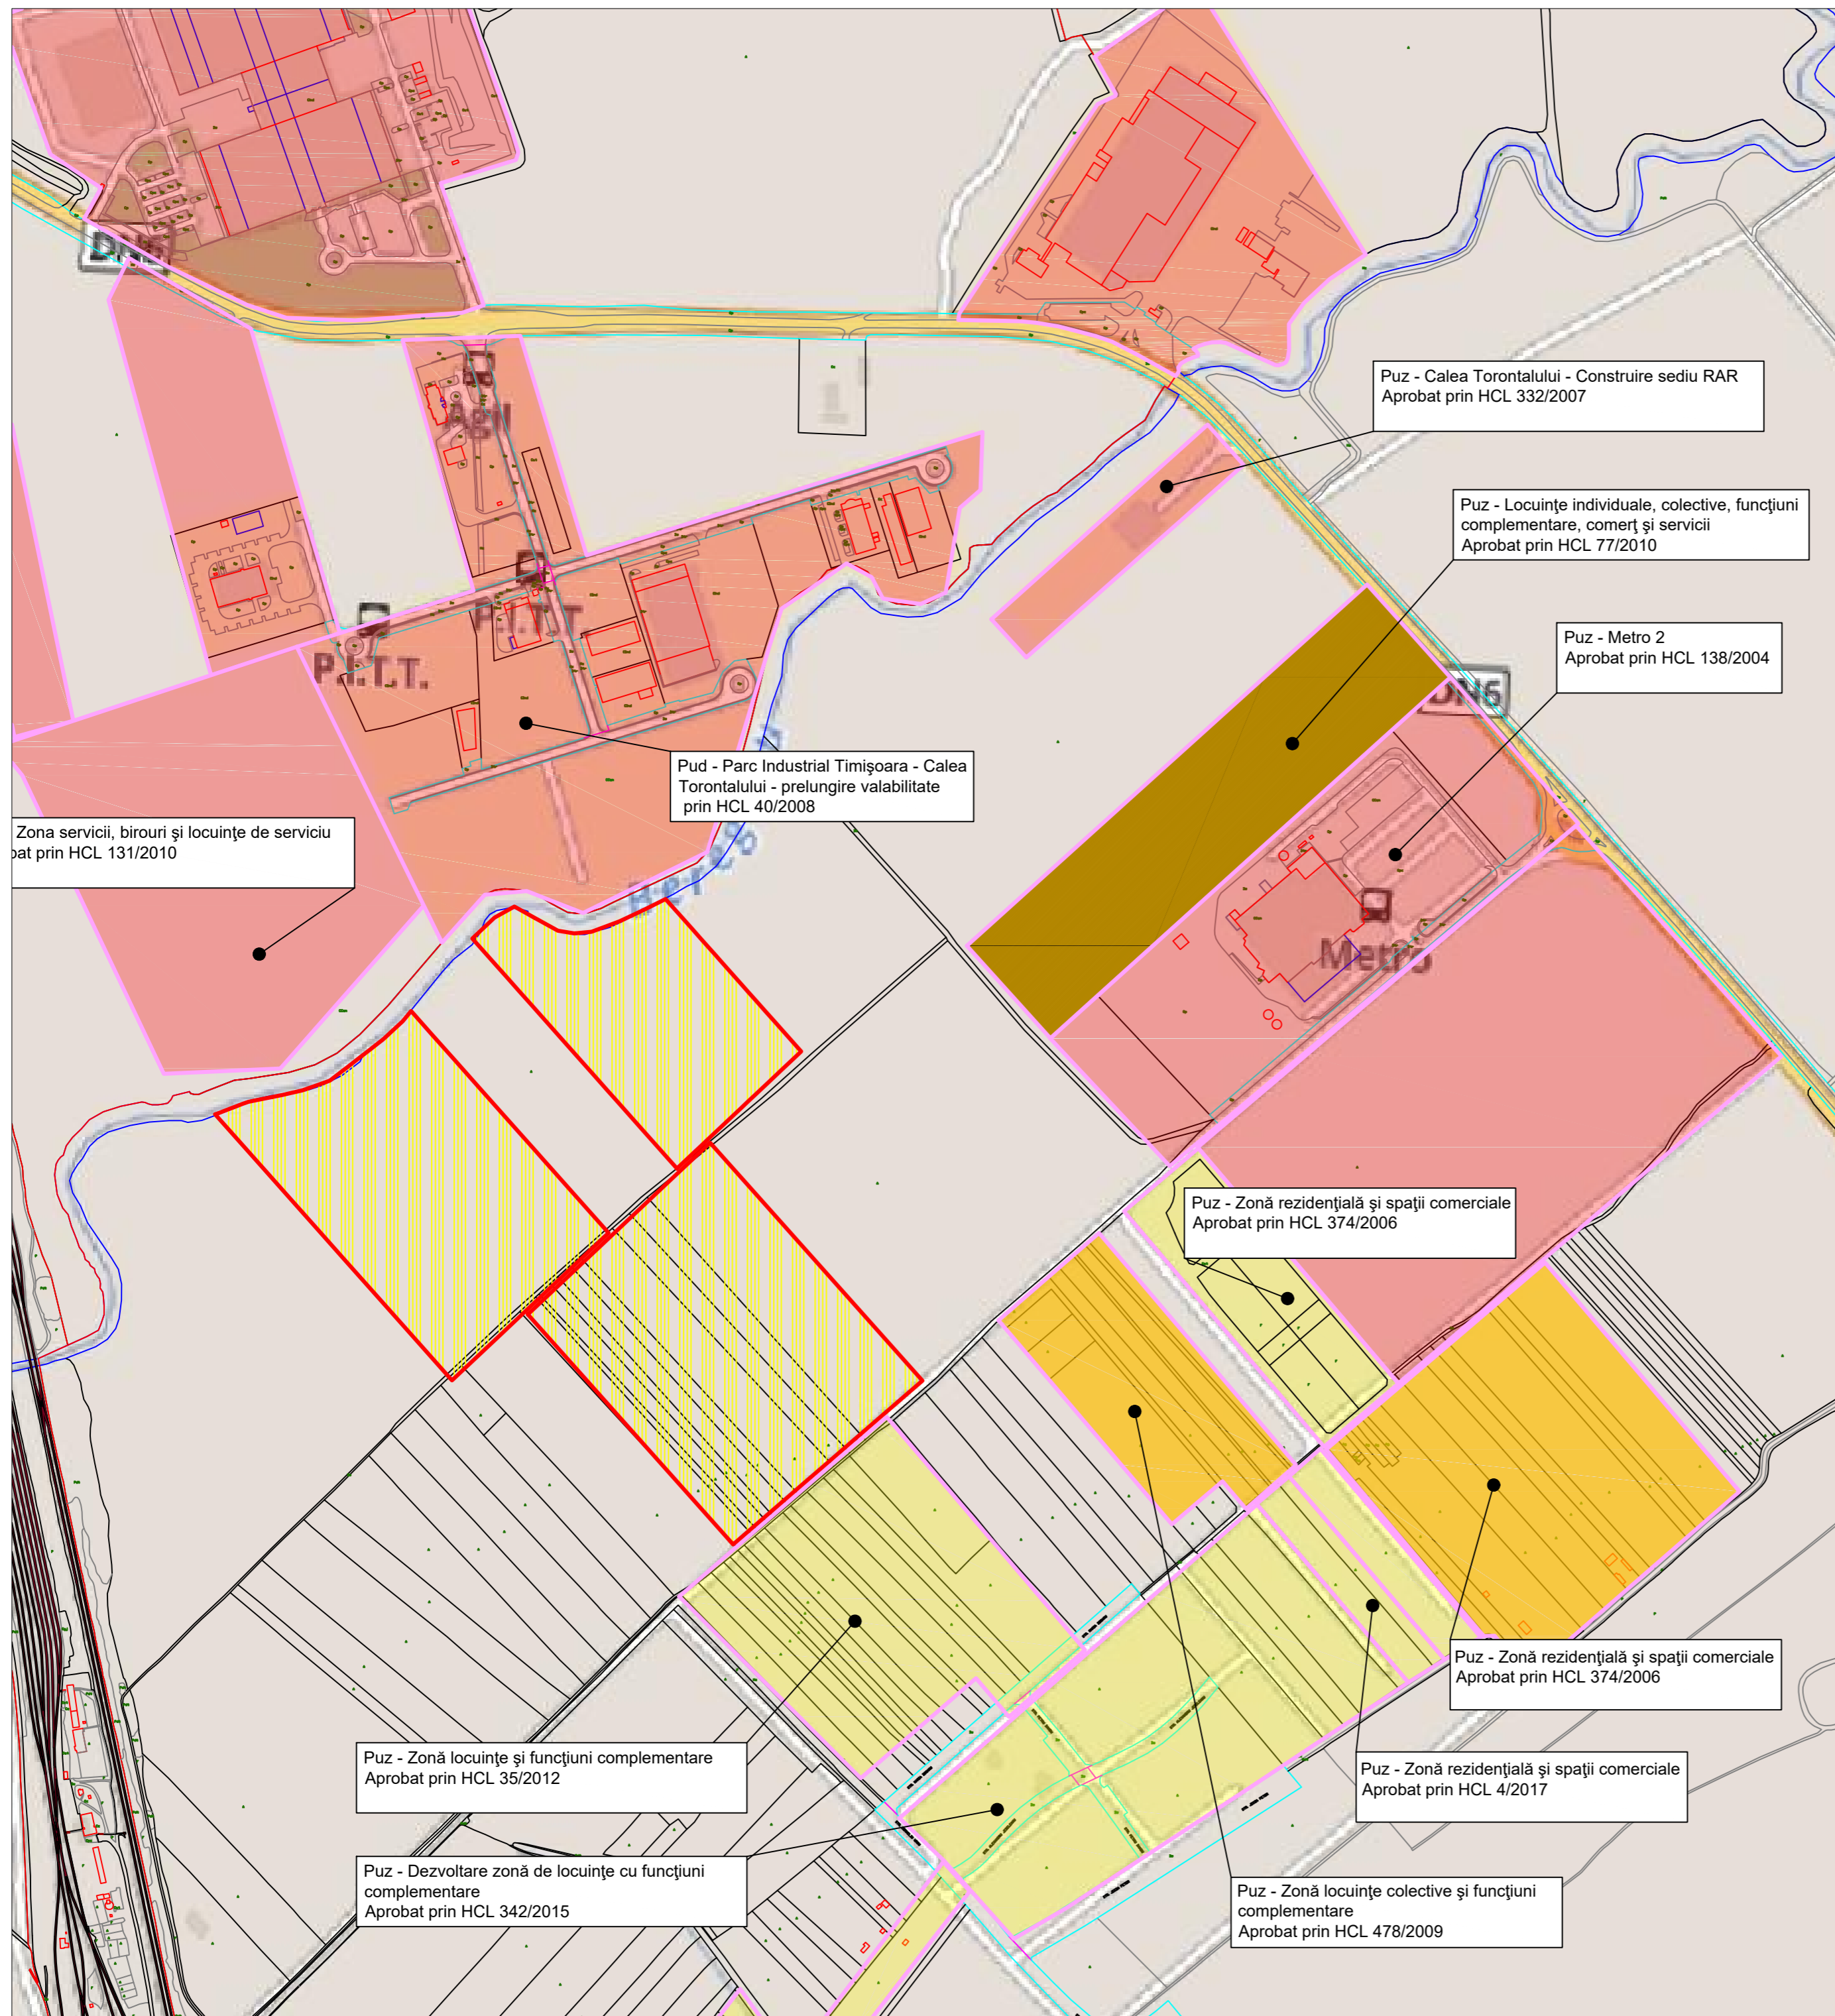 DN6
Puz - Calea Torontalului - Construire sediu RAR
Aprobat prin HCL 332/2007
Puz - Locuinţe individuale, colective, funcţiuni
complementare, comerţ şi servicii
Aprobat prin HCL 77/2010
Puz - Metro 2
Aprobat prin HCL 138/2004
P.I.T.T.
P.I.T.T.
DN6
Pud - Parc Industrial Timişoara - Calea
Torontalului - prelungire valabilitate
prin HCL 40/2008
Zona servicii, birouri şi locuinţe de serviciu
bat prin HCL 131/2010
Metro
Puz - Zonă rezidenţială şi spaţii comerciale
Aprobat prin HCL 374/2006
Puz - Zonă rezidenţială şi spaţii comerciale
Aprobat prin HCL 374/2006
Puz - Zonă locuinţe şi funcţiuni complementare
Aprobat prin HCL 35/2012
Puz - Zonă rezidenţială şi spaţii comerciale
Aprobat prin HCL 4/2017
Puz - Dezvoltare zonă de locuinţe cu funcţiuni
complementare
Aprobat prin HCL 342/2015
Puz - Zonă locuinţe colective şi funcţiuni
complementare
Aprobat prin HCL 478/2009